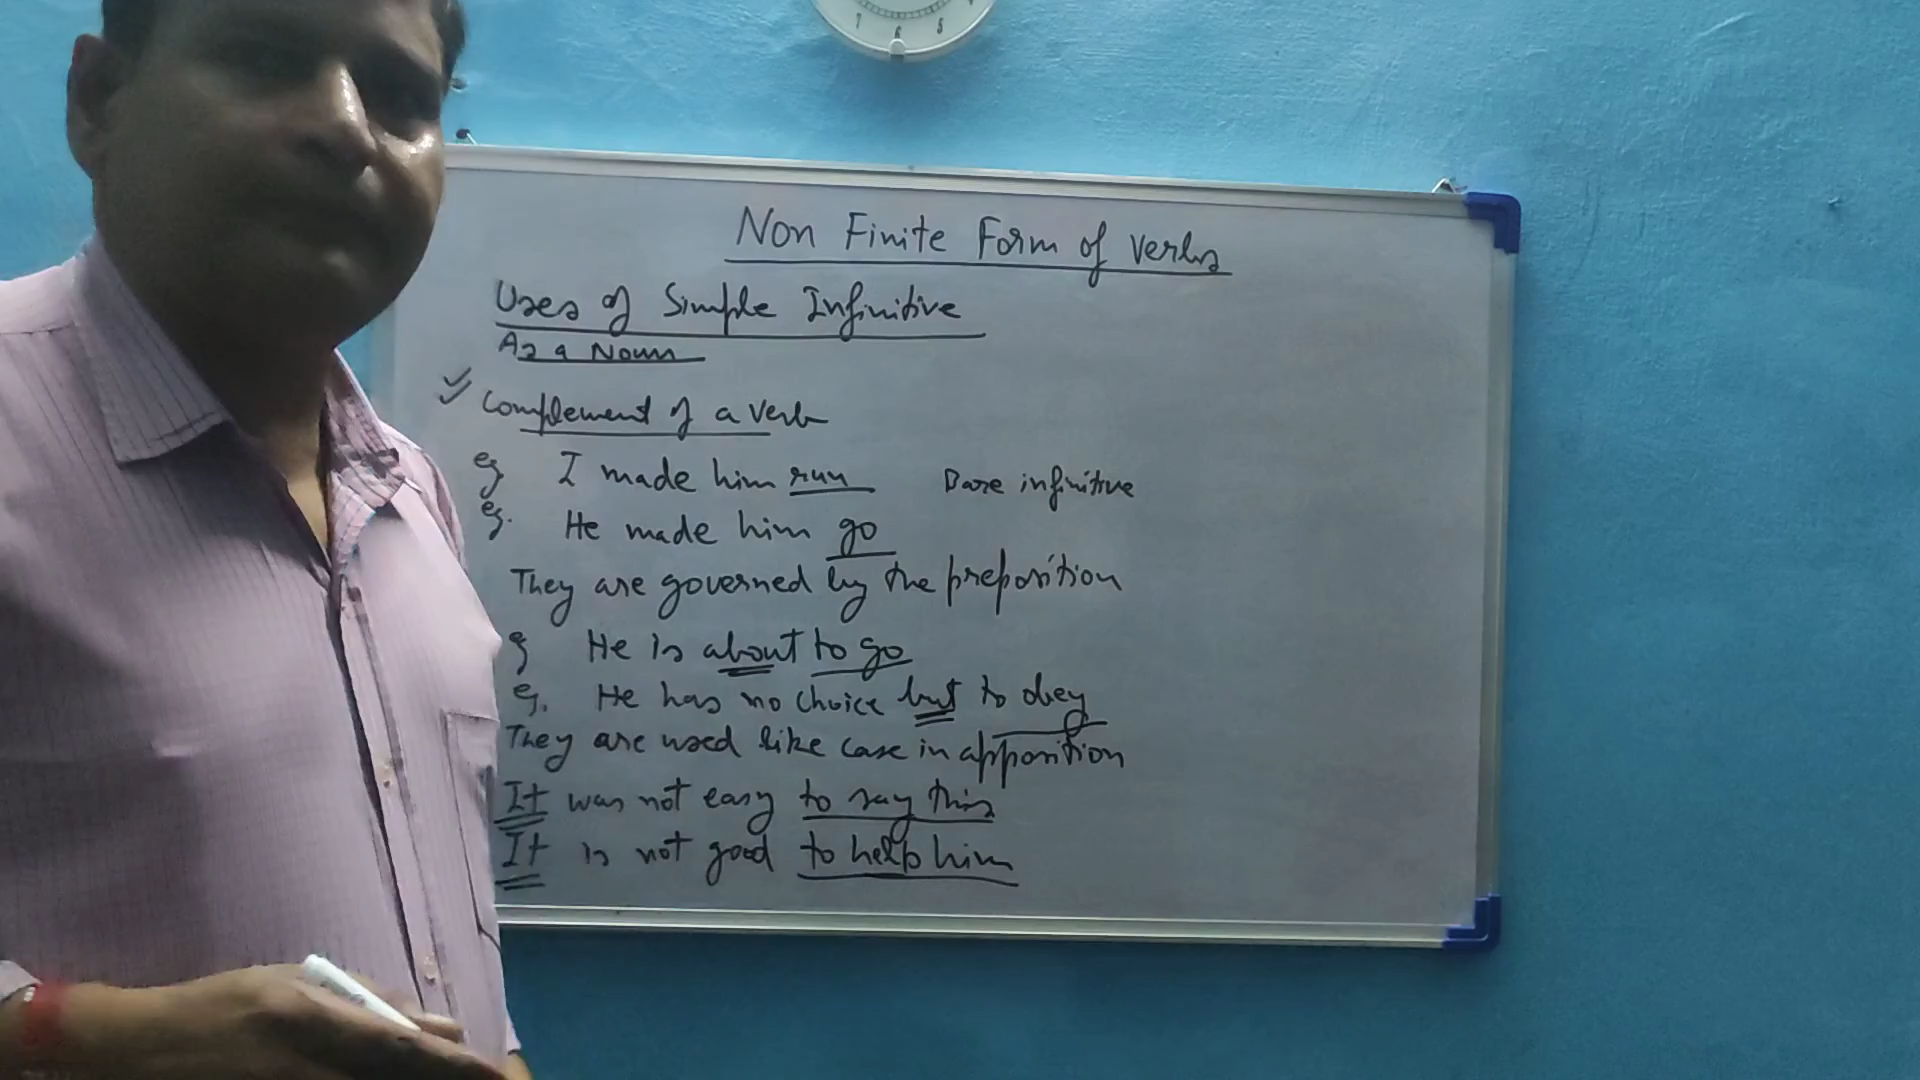 7 6 5
Non Finite Form of Verbs
Uses of Simple Infinitive
As a Noun
Complement of a Verb
eg I made him run Bare infinitive
eg. He made him go
They are governed by the preposition
eg He is about to go
eg. He has no choice but to obey
They are used like case in apposition
It was not easy to say this
It is not good to help him